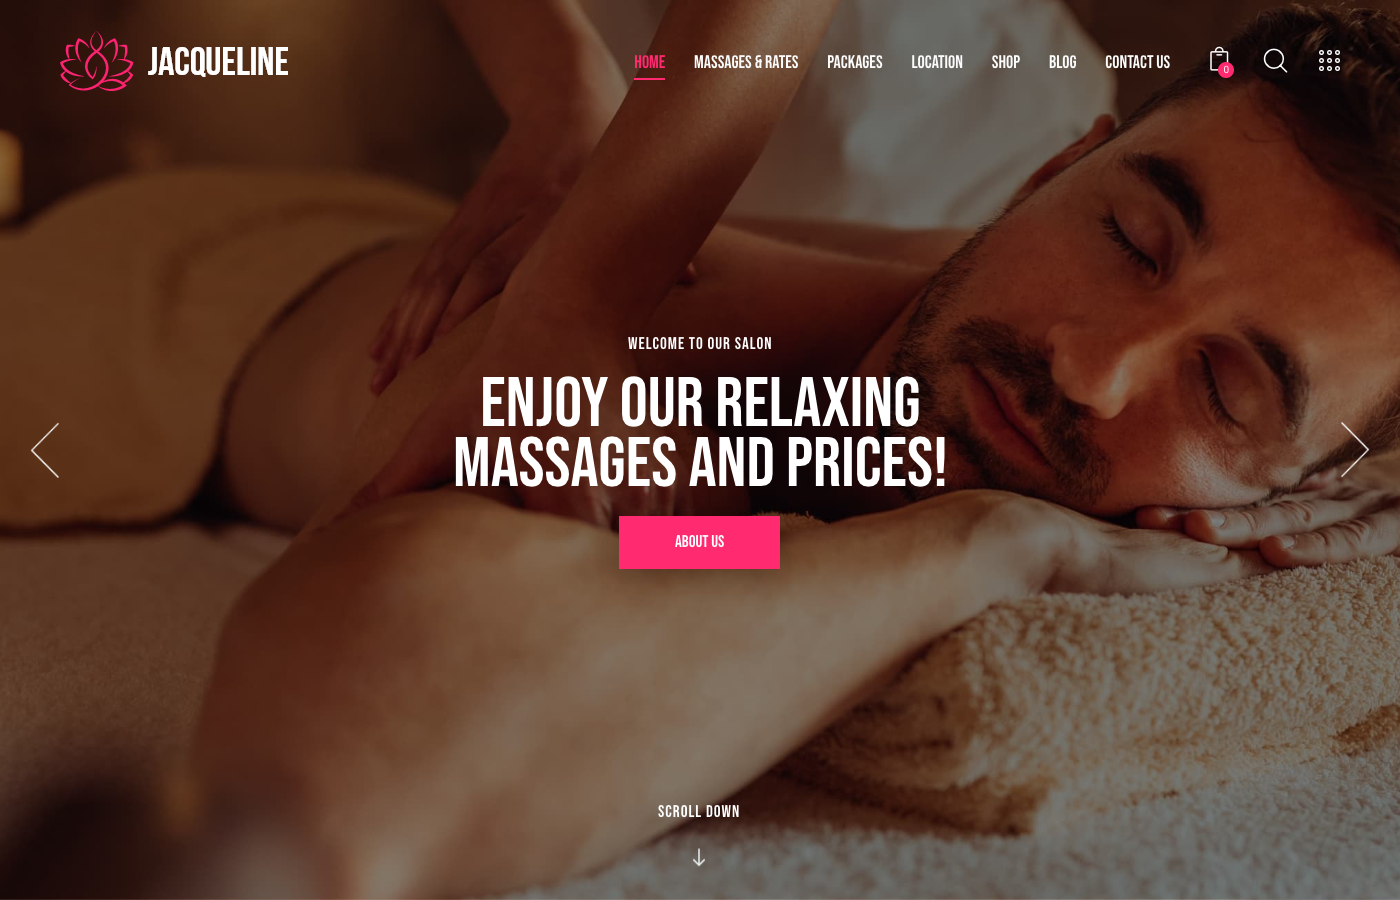 JACQUELINE
HOME
MASSAGES & RATES
PACKAGES
LOCATION
SHOP
BLOG
CONTACT US
0
WELCOME TO OUR SALON
ENJOY OUR RELAXING
MASSAGES AND PRICES!
ABOUT US
SCROLL DOWN